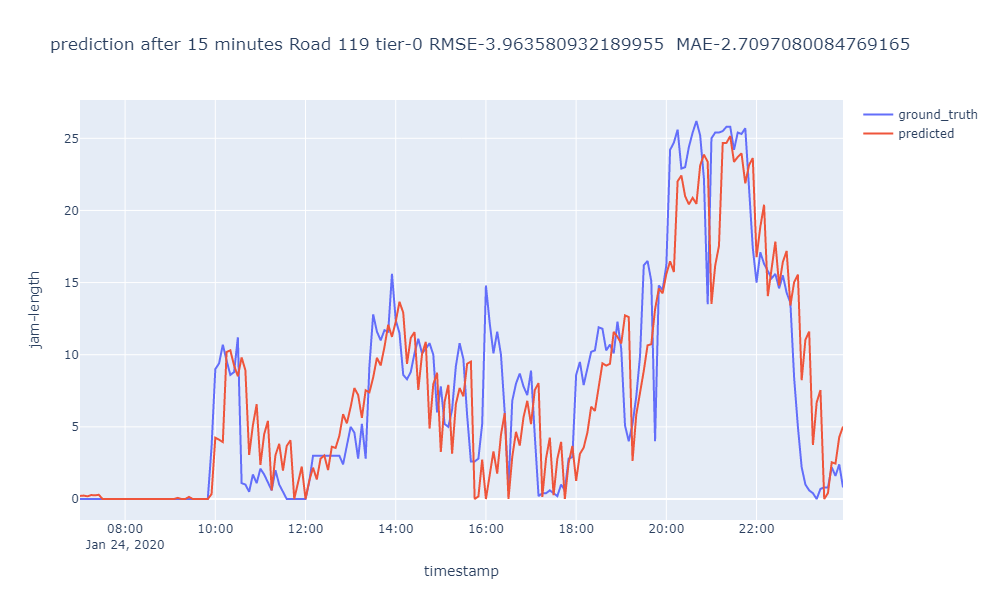 prediction after 15 minutes Road 119 tier-0 RMSE-3.963580932189955  MAE-2.7097080084769165
ground_truth
predicted
25
20
15
10
5
0
jam-length
08:00 10:00 12:00 14:00 16:00 18:00 20:00 22:00
Jan 24, 2020
timestamp